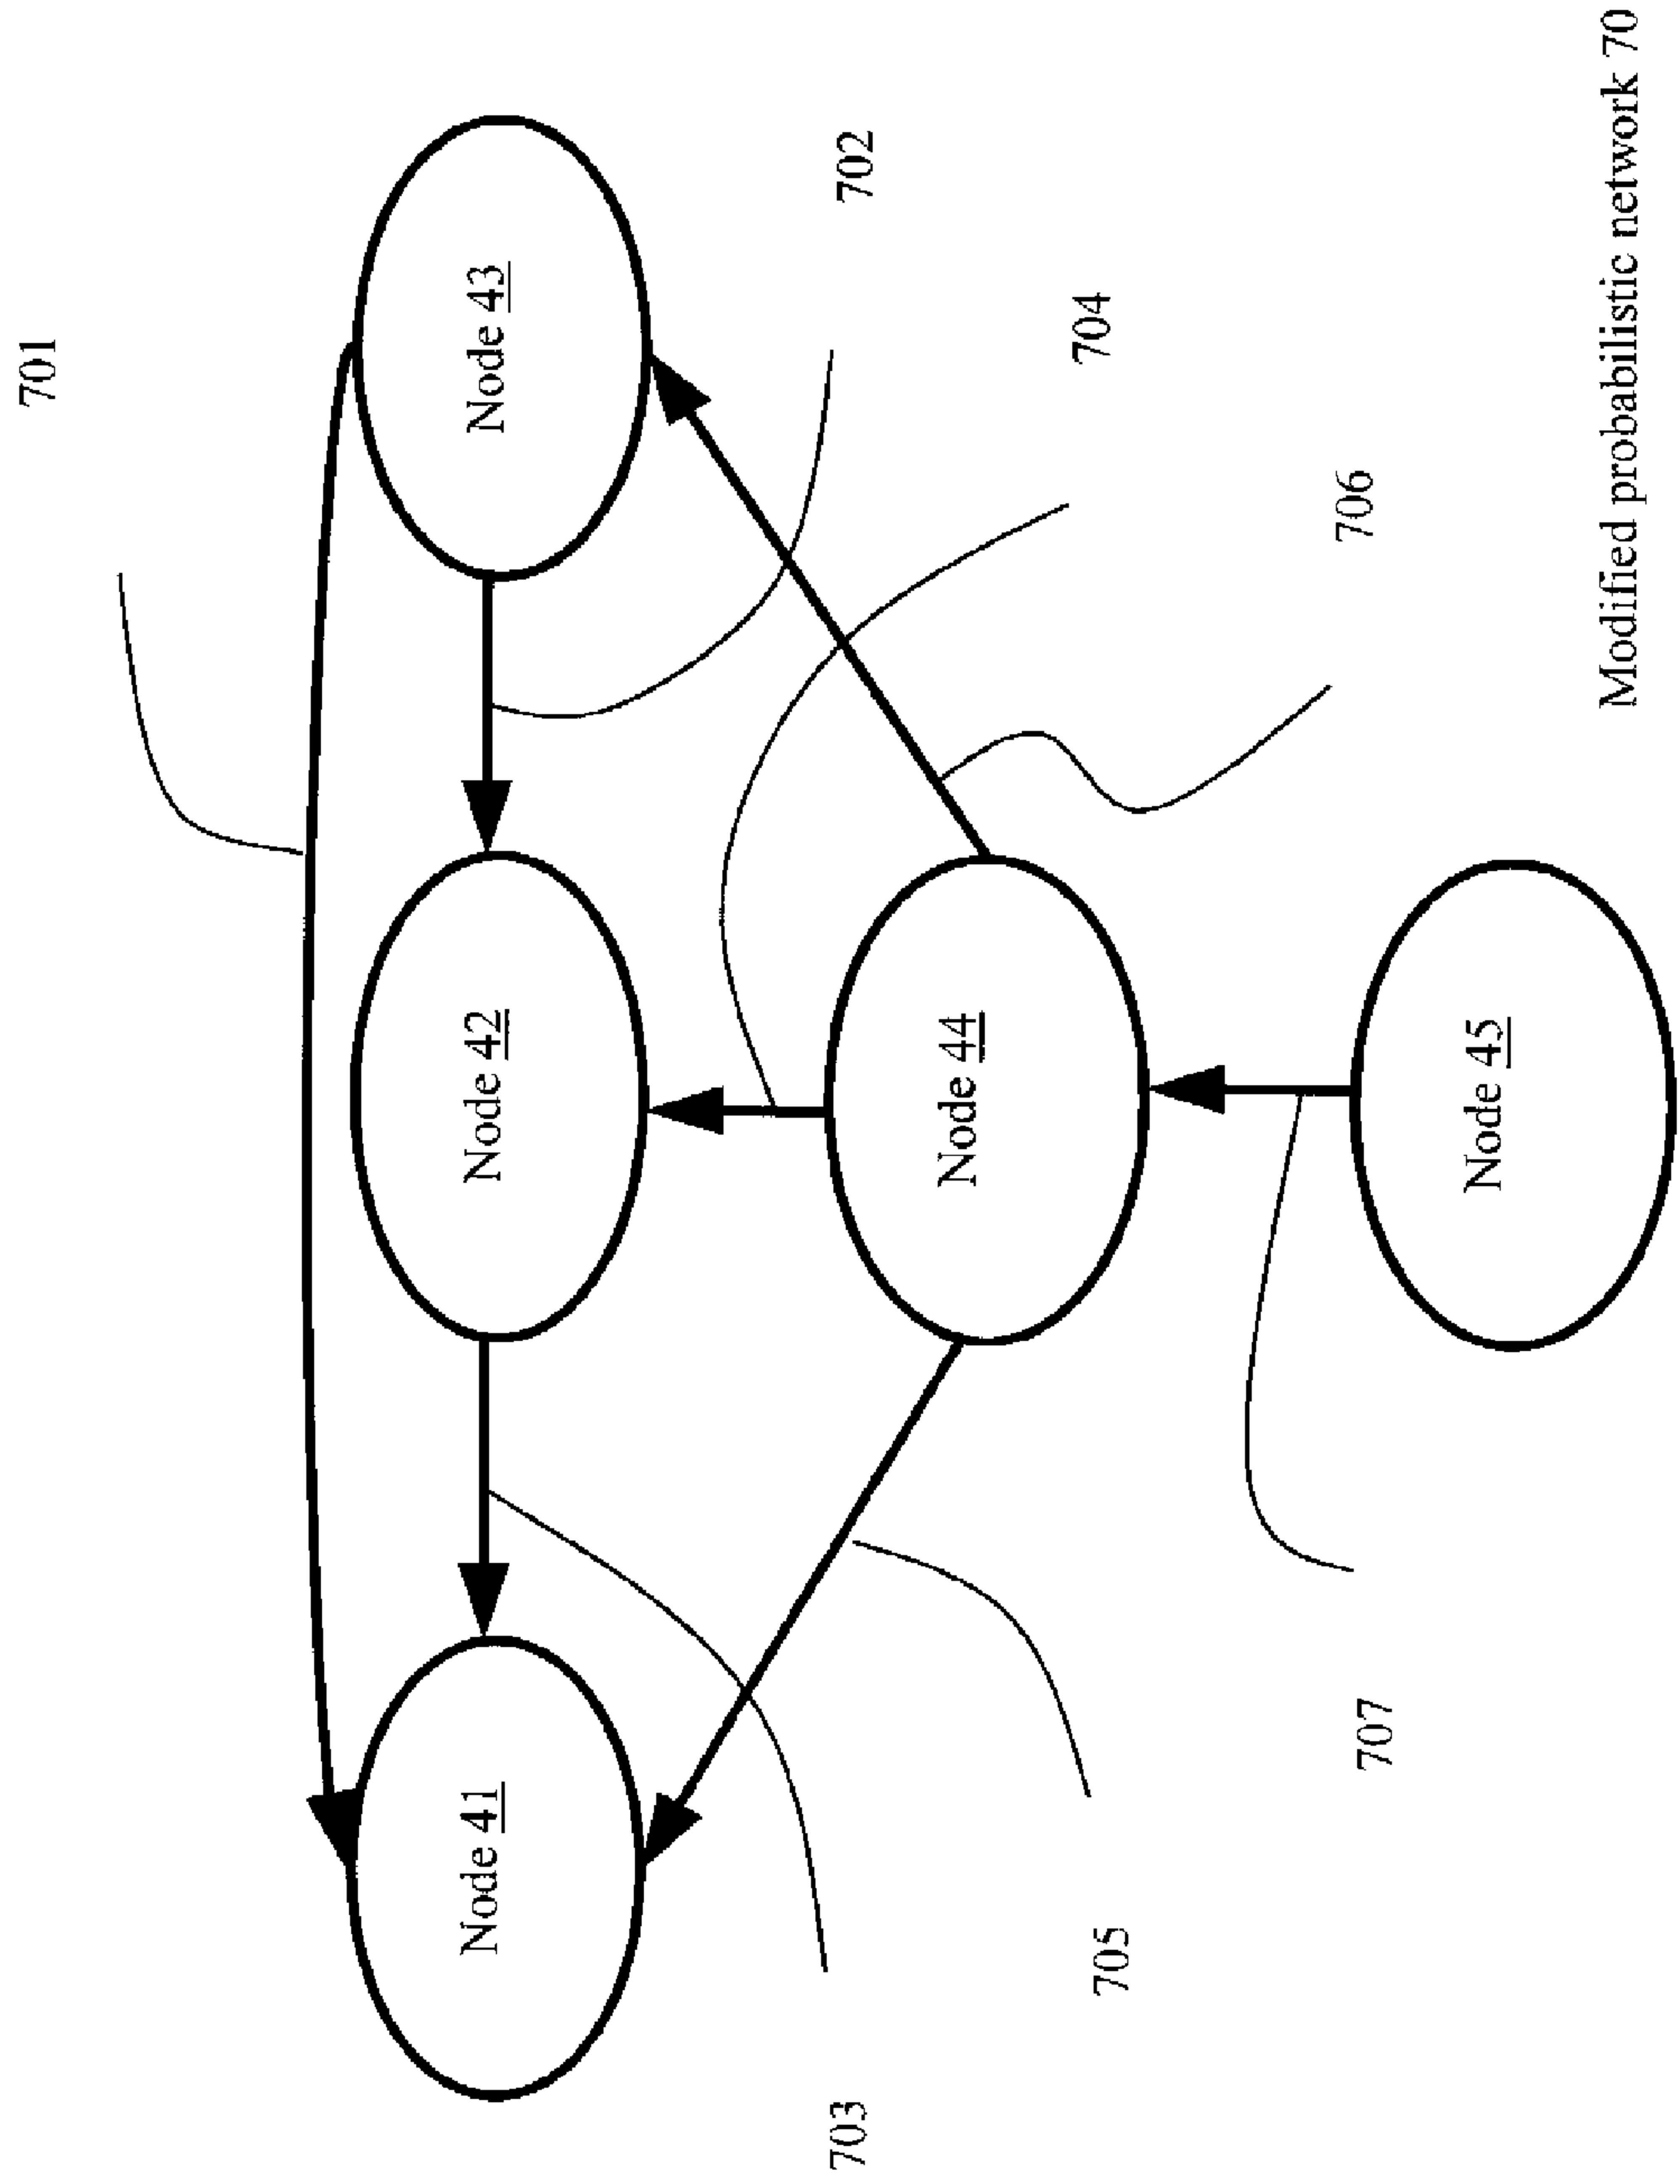 701
Node 41
Node 42
Node 43
703
702
Node 44
705
704
707
706
Node 45
Modified probabilistic network 70